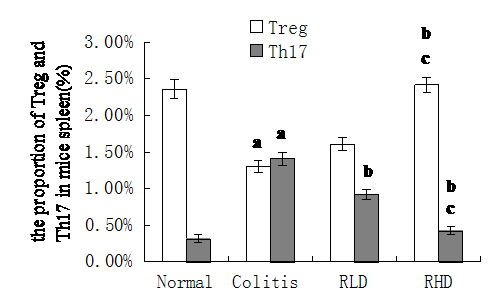 the proportion of Treg and
Th17 in mice spleen(%)
Treg
Th17
3.00%
2.50%
2.00%
1.50%
1.00%
0.50%
0.00%
a
a
b
b
c
b
c
Normal
Colitis
RLD
RHD